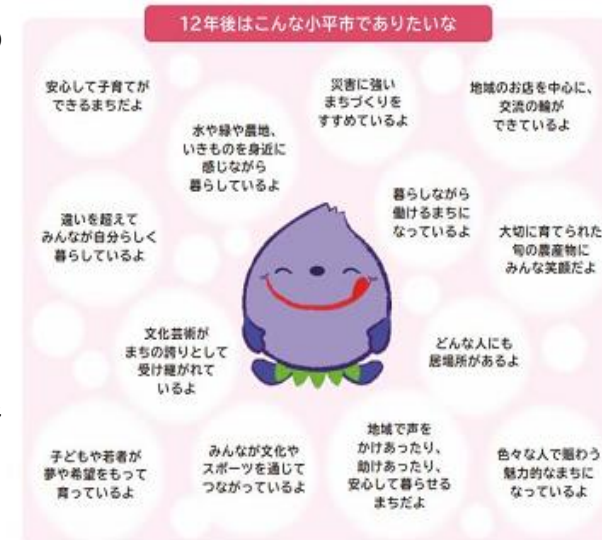 12年後はこんな小平市でありたいな
安心して子育てが
できるまちだよ
災害に強い
まちづくりを
すすめているよ
地域のお店を中心に、
交流の輪が
できているよ
水や緑や農地、
いきものを身近に
感じながら
暮らしているよ
暮らしながら
働けるまちに
なっているよ
違いを超えて
みんなが自分らしく
暮らしているよ
大切に育てられた
旬の農産物に
みんな笑顔だよ
文化芸術が
まちの誇りとして
受け継がれて
いるよ
どんな人にも
居場所があるよ
子どもや若者が
夢や希望をもって
育っているよ
みんなが文化や
スポーツを通じて
つながっているよ
地域で声を
かけあったり、
助けあったり、
安心して暮らせる
まちだよ
色々な人で賑わう
魅力的なまちに
なっているよ